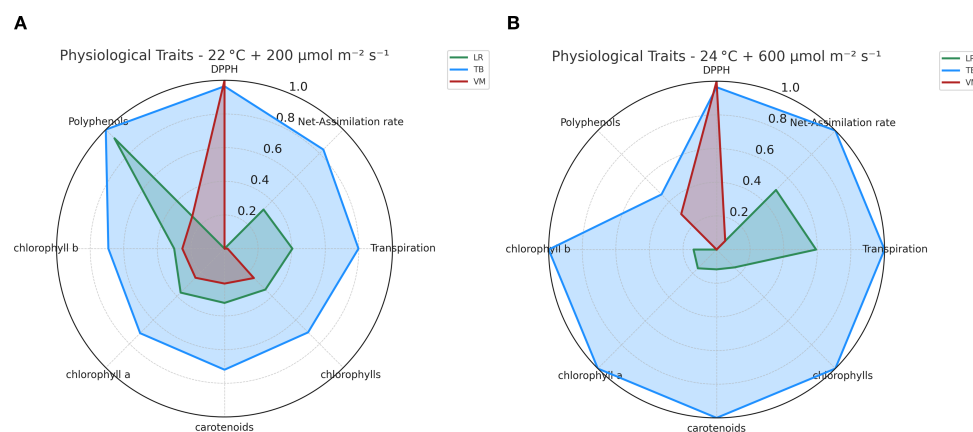 A
Physiological Traits - 22 °C + 200 μmol m⁻² s⁻¹
LR
TB
VM
DPPH
1.0
Polyphenols
0.8
Net-Assimilation rate
0.6
0.4
0.2
chlorophyll b
Transpiration
chlorophyll a
chlorophylls
carotenoids
B
Physiological Traits - 24 °C + 600 μmol m⁻² s⁻¹
LR
TB
VM
DPPH
1.0
Polyphenols
0.8
Net-Assimilation rate
0.6
0.4
0.2
chlorophyll b
Transpiration
chlorophyll a
chlorophylls
carotenoids